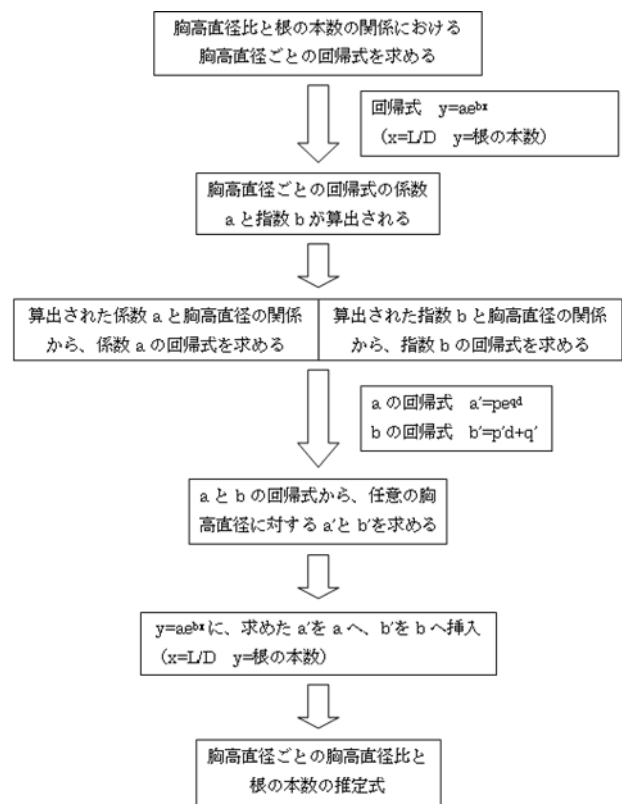 胸高直径比と根の本数の関係における
胸高直径ごとの回帰式を求める
回帰式　y=ae^{bx}
（x=L/D　y=根の本数）
胸高直径ごとの回帰式の係数
a と指数 b が算出される
算出された係数 a と胸高直径の関係
から、係数 a の回帰式を求める
算出された指数 b と胸高直径の関係
から、指数 b の回帰式を求める
a の回帰式　a′=pe^{qd}
b の回帰式　b′=p′d+q′
a と b の回帰式から、任意の胸
高直径に対する a′と b′を求める
y=ae^{bx} に、求めた a′を a へ、b′を b へ挿入
（x=L/D　y=根の本数）
胸高直径ごとの胸高直径比と
根の本数の推定式